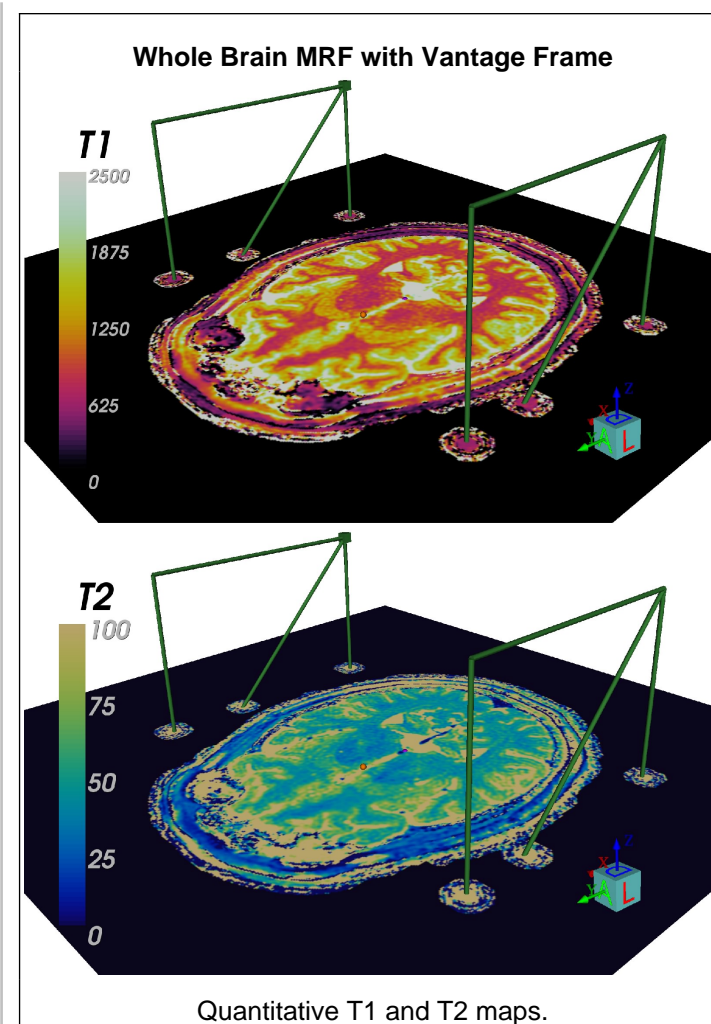 Whole Brain MRF with Vantage Frame
T1
2500
1875
1250
625
0
Z
X
Y
A
L
T2
100
75
50
25
0
Z
X
Y
A
L
Quantitative T1 and T2 maps.